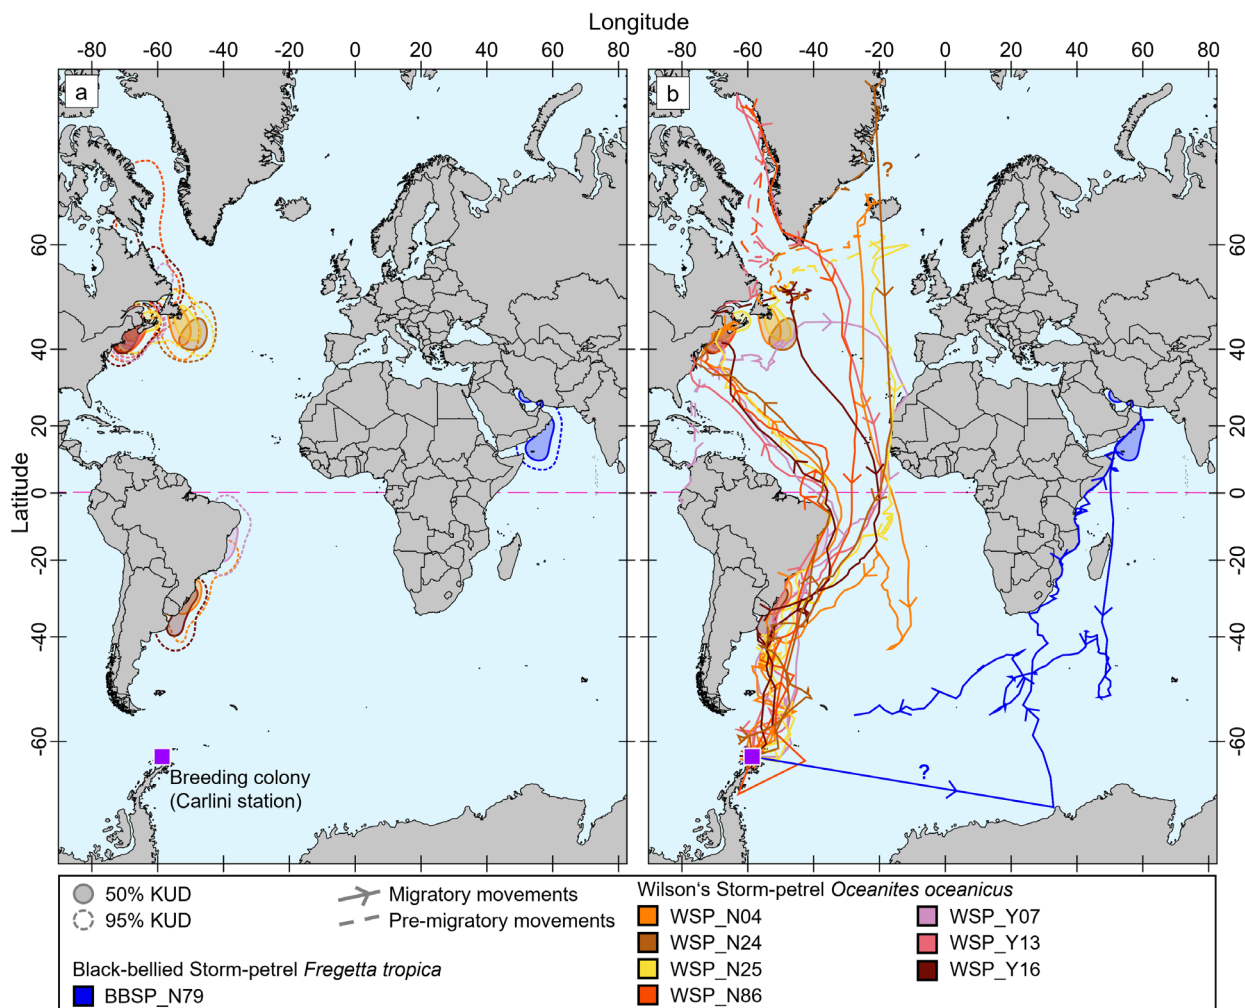 Longitude
-80 -60 -40 -20 0 20 40 60 80 -80 -60 -40 -20 0 20 40 60 80
a
b
?
60 60
40 40
20 20
Latitude
0 0
-20 -20
-40 -40
-60 -60
?
Breeding colony
(Carlini station)
50% KUD
95% KUD
Migratory movements
Pre-migratory movements
Black-bellied Storm-petrel Fregetta tropica
BBSP_N79
Wilson‘s Storm-petrel Oceanites oceanicus
WSP_N04
WSP_N24
WSP_N25
WSP_N86
WSP_Y07
WSP_Y13
WSP_Y16